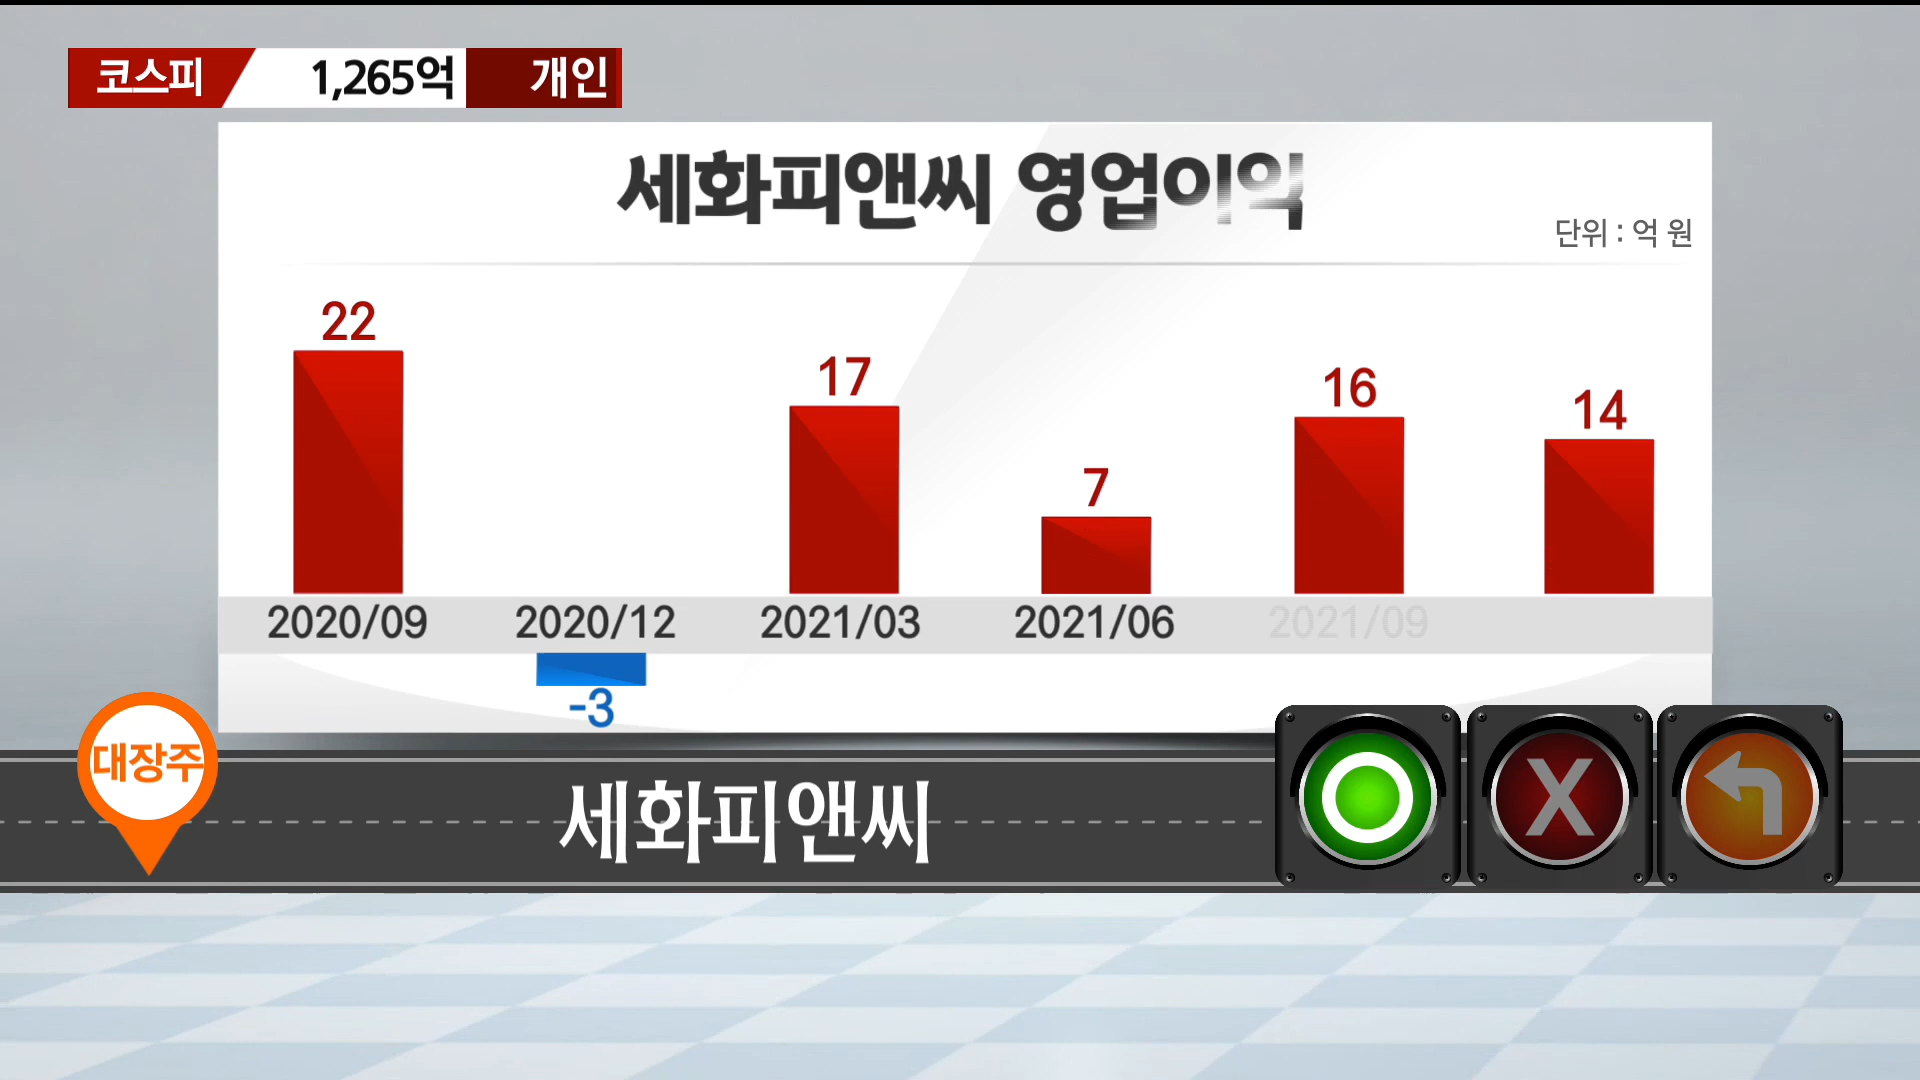 코스피 1,265억 개인
세화피앤씨 영업이익
단위 : 억 원
22
17
16
14
7
2020/09 2020/12 2021/03 2021/06 2021/09
-3
대장주
세화피앤씨
X